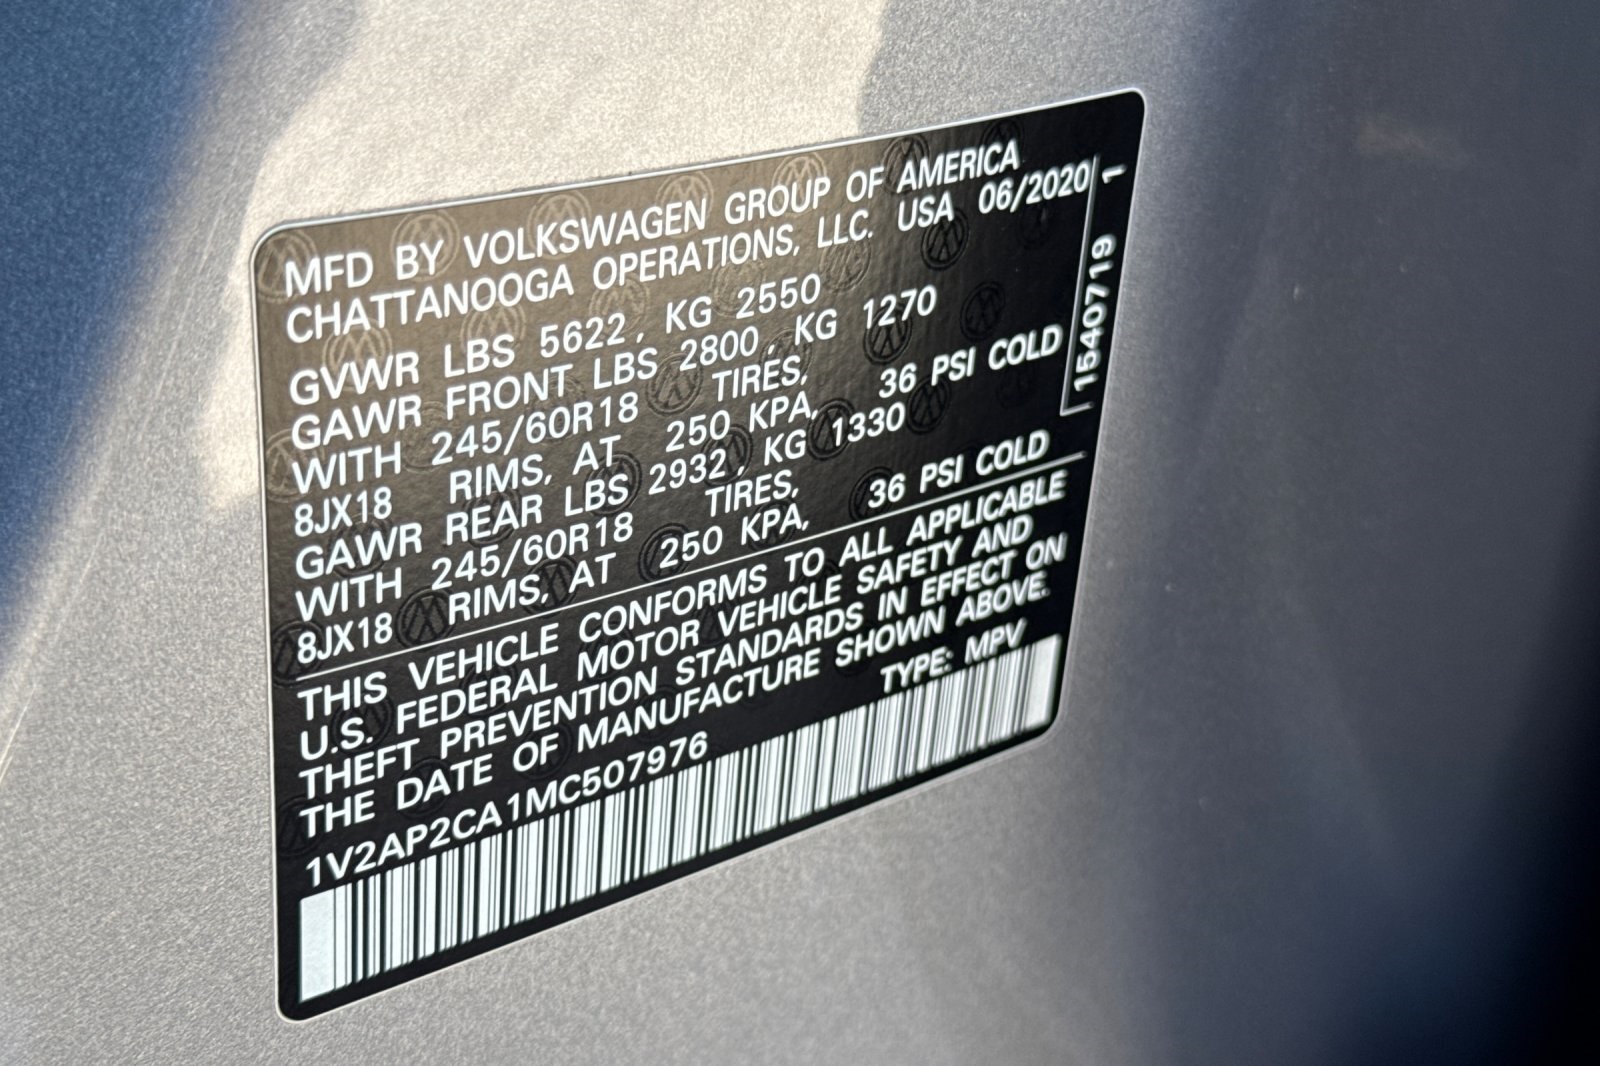 MFD BY VOLKSWAGEN GROUP OF AMERICA
CHATTANOOGA OPERATIONS, LLC. USA 06/2020
GVWR LBS 5622, KG 2550
GAWR FRONT LBS 2800, KG 1270
WITH 245/60R18 TIRES,
8JX18 RIMS, AT 250 KPA, 36 PSI COLD
GAWR REAR LBS 2932, KG 1330
WITH 245/60R18 TIRES,
8JX18 RIMS, AT 250 KPA, 36 PSI COLD
THIS VEHICLE CONFORMS TO ALL APPLICABLE
U.S. FEDERAL MOTOR VEHICLE SAFETY AND
THEFT PREVENTION STANDARDS IN EFFECT ON
THE DATE OF MANUFACTURE SHOWN ABOVE.
1V2AP2CA1MC507976 TYPE: MPV
1540719 1